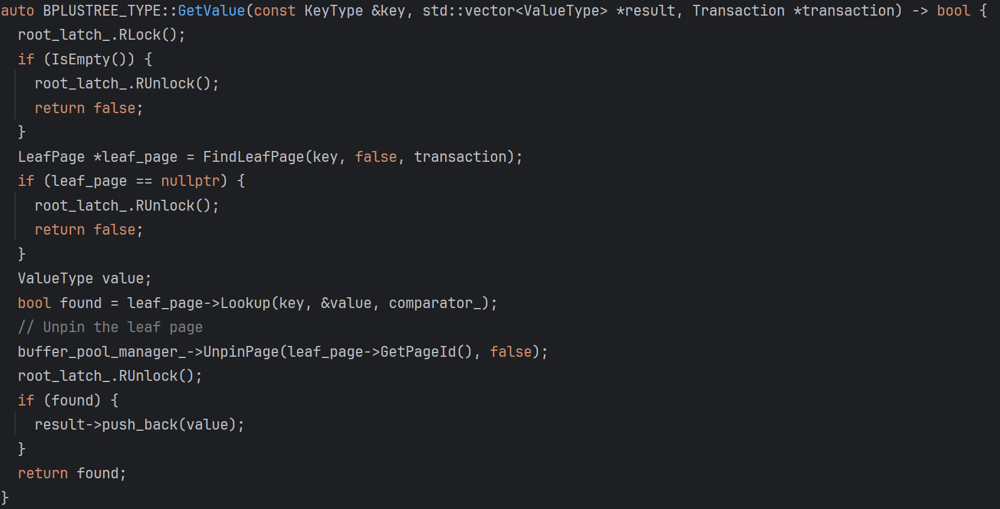 auto BPLUSTREE_TYPE::GetValue(const KeyType &key, std::vector<ValueType> *result, Transaction *transaction) -> bool {
  root_latch_.RLock();
  if (IsEmpty()) {
    root_latch_.RUnlock();
    return false;
  }
  LeafPage *leaf_page = FindLeafPage(key, false, transaction);
  if (leaf_page == nullptr) {
    root_latch_.RUnlock();
    return false;
  }
  ValueType value;
  bool found = leaf_page->Lookup(key, &value, comparator_);
  // Unpin the leaf page
  buffer_pool_manager_->UnpinPage(leaf_page->GetPageId(), false);
  root_latch_.RUnlock();
  if (found) {
    result->push_back(value);
  }
  return found;
}